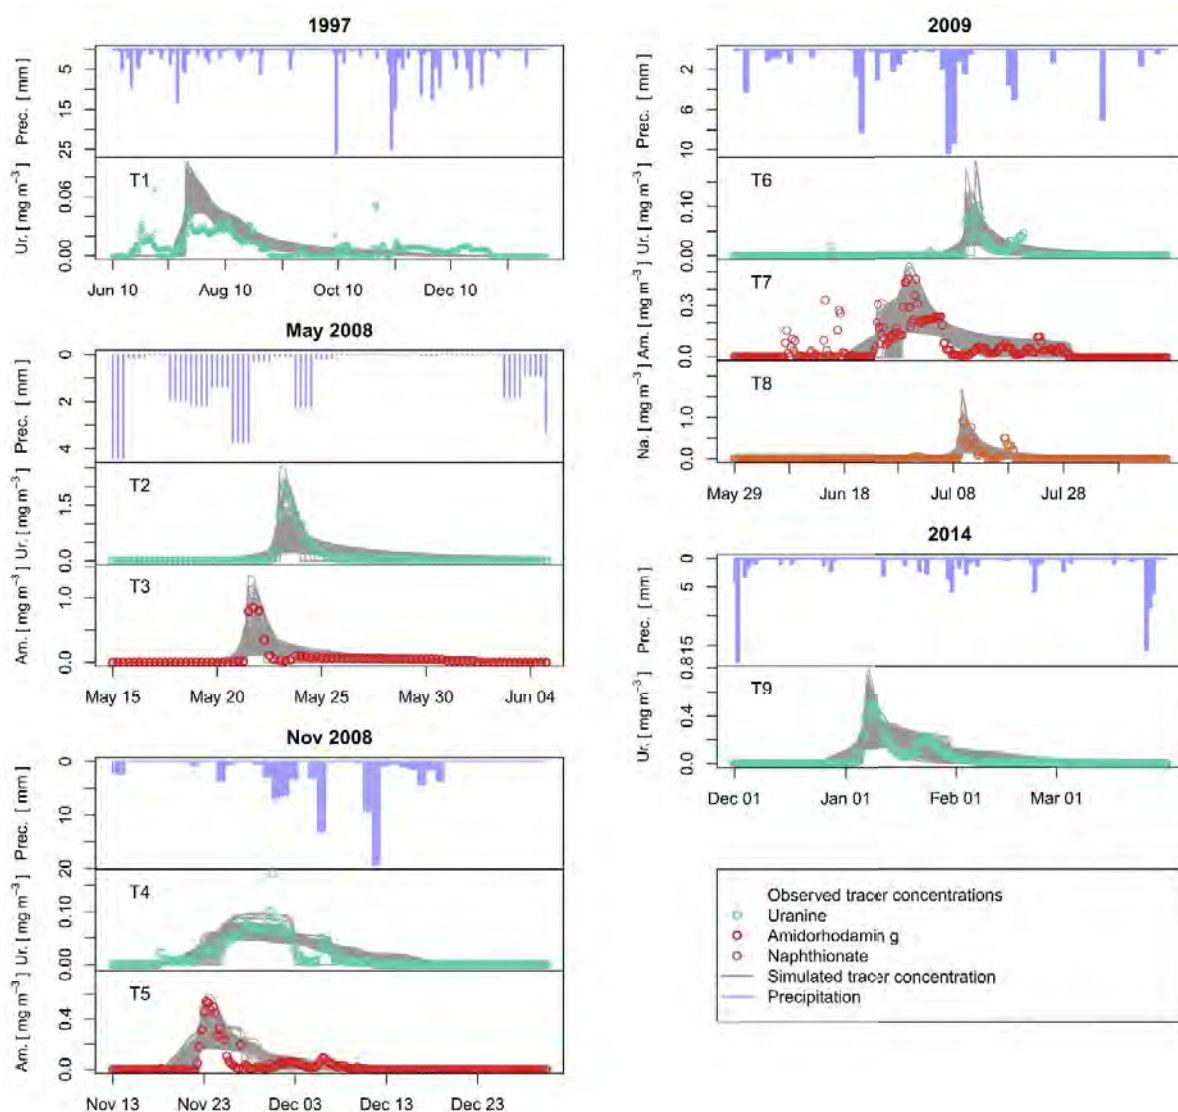 1997
Prec. [ mm ]
5
15
25
T1
Ur. [ mg m⁻³ ]
0.06
0.00
Jun 10
Aug 10
Oct 10
Dec 10
May 2008
Prec. [ mm ]
0
2
4
T2
Ur. [ mg m⁻³ ]
1.5
0.0
T3
Am. [ mg m⁻³ ]
1.0
0.0
May 15
May 20
May 25
May 30
Jun 04
Nov 2008
Prec. [ mm ]
0
10
20
T4
Ur. [ mg m⁻³ ]
0.10
0.00
T5
Am. [ mg m⁻³ ]
0.4
0.0
Nov 13
Nov 23
Dec 03
Dec 13
Dec 23
2009
Prec. [ mm ]
2
6
10
T6
Ur. [ mg m⁻³ ]
0.10
0.00
T7
Am. [ mg m⁻³ ]
0.3
0.0
T8
Na. [ mg m⁻³ ]
1.0
0.0
May 29
Jun 18
Jul 08
Jul 28
2014
Prec. [ mm ]
0
5
15
T9
Ur. [ mg m⁻³ ]
0.8
0.4
0.0
Dec 01
Jan 01
Feb 01
Mar 01
Observed tracer concentrations
Uranine
Amidorhodamin g
Naphthionate
Simulated tracer concentration
Precipitation